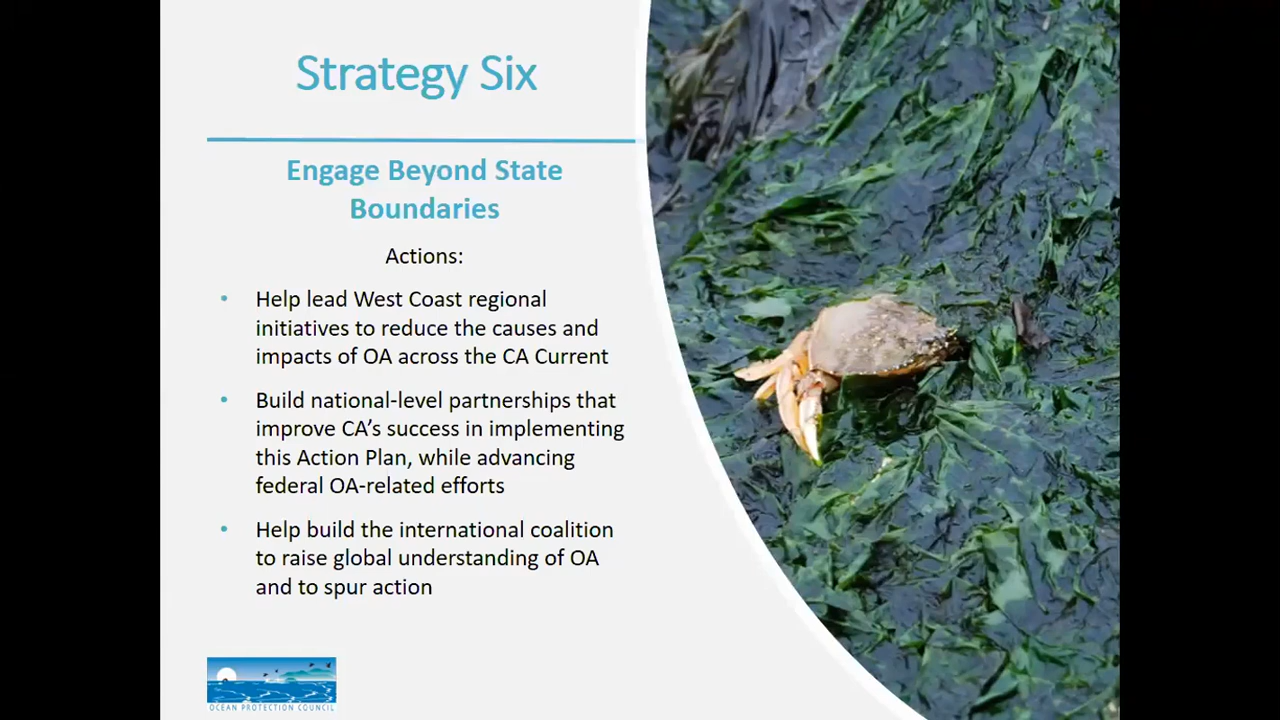 Strategy Six
Engage Beyond State
Boundaries
Actions:
• Help lead West Coast regional
initiatives to reduce the causes and
impacts of OA across the CA Current
• Build national-level partnerships that
improve CA’s success in implementing
this Action Plan, while advancing
federal OA-related efforts
• Help build the international coalition
to raise global understanding of OA
and to spur action
OCEAN PROTECTION COUNCIL